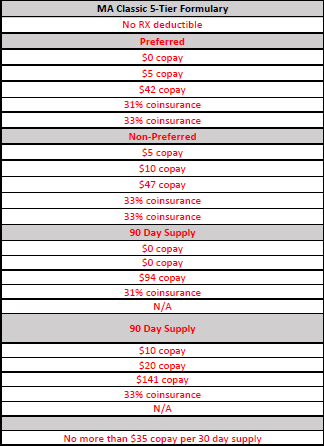 MA Classic 5-Tier Formulary
No RX deductible
Preferred
$0 copay
$5 copay
$42 copay
31% coinsurance
33% coinsurance
Non-Preferred
$5 copay
$10 copay
$47 copay
33% coinsurance
33% coinsurance
90 Day Supply
$0 copay
$0 copay
$94 copay
31% coinsurance
N/A
90 Day Supply
$10 copay
$20 copay
$141 copay
33% coinsurance
N/A
No more than $35 copay per 30 day supply